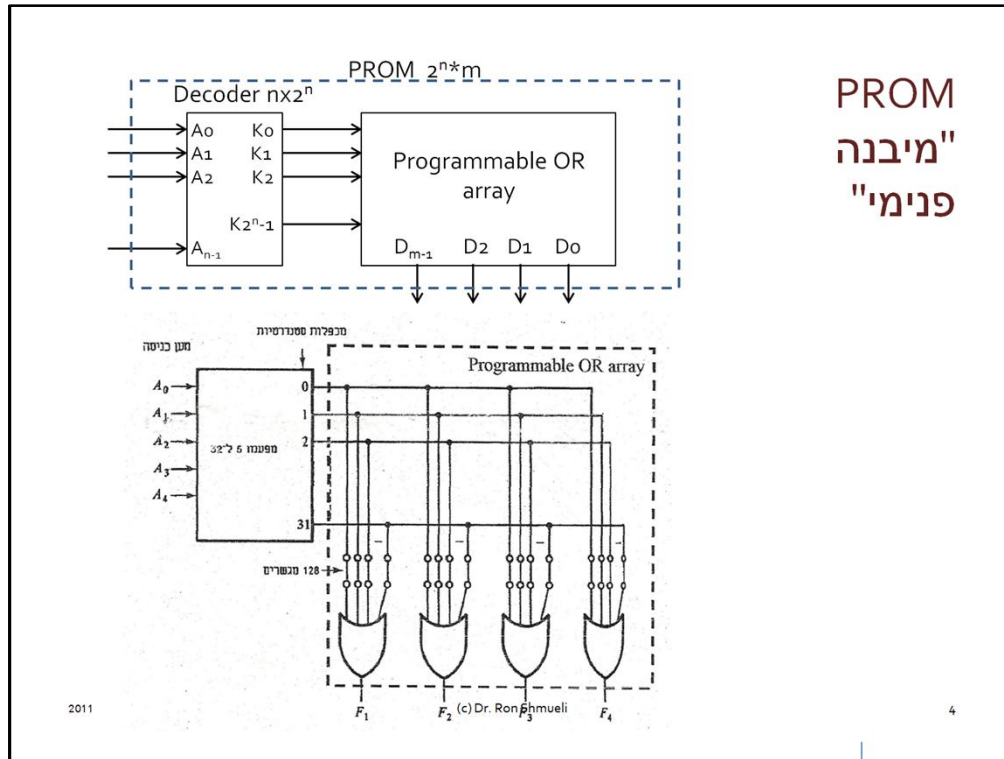 PROM
"מיבנה
פנימי"
PROM 2ⁿ*m
Decoder nx2ⁿ
A0 K0
A1 K1
A2 K2
K2ⁿ-1
Aₙ₋₁
Programmable OR
array
Dₘ₋₁ D2 D1 D0
מכפלות סטנדרטיות
מען כניסה
Programmable OR array
A₀ 0
A₁ 1
A₂ 2
מפענח 5 ל־32
A₃
A₄
31
128 מגשרים
F₁ F₂ F₃ F₄
2011
(c) Dr. Ron Shmueli
4